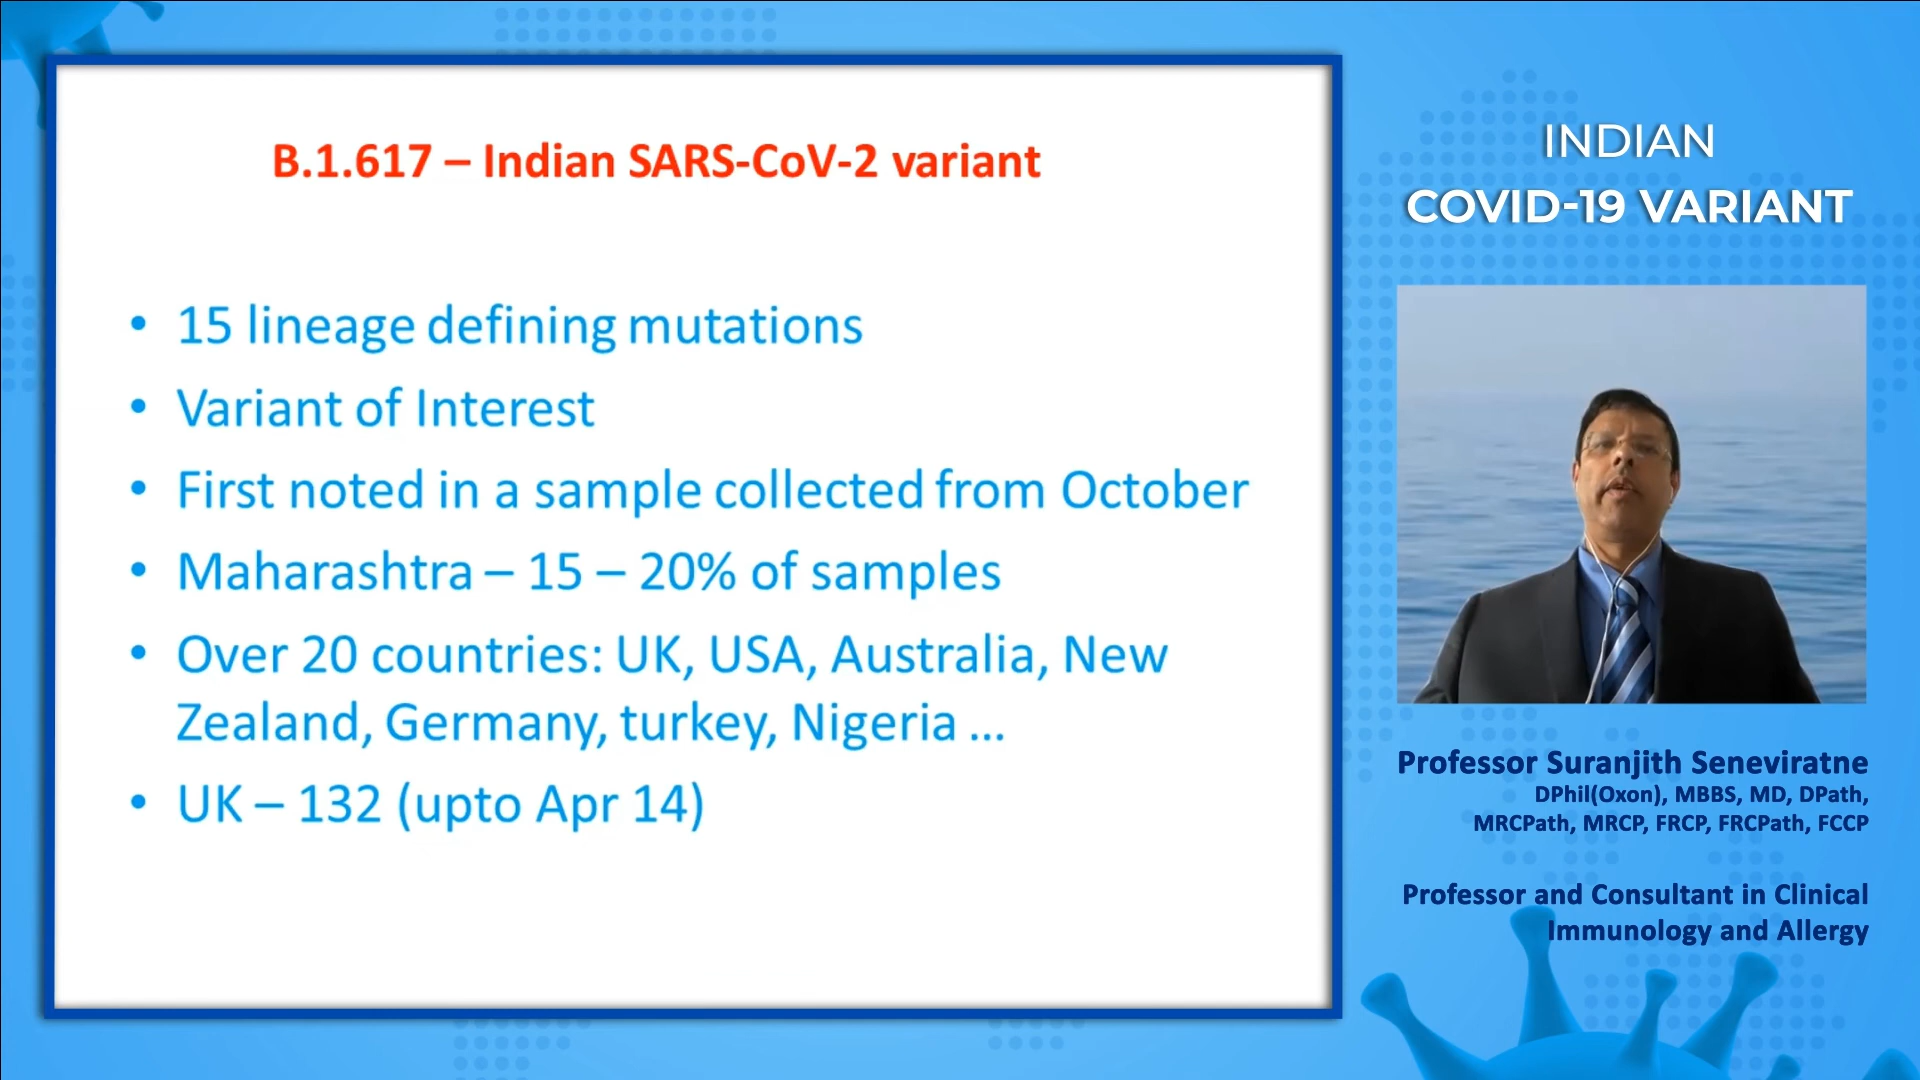 B.1.617 – Indian SARS-CoV-2 variant
• 15 lineage defining mutations
• Variant of Interest
• First noted in a sample collected from October
• Maharashtra – 15 – 20% of samples
• Over 20 countries: UK, USA, Australia, New
Zealand, Germany, turkey, Nigeria ...
• UK – 132 (upto Apr 14)
INDIAN
COVID-19 VARIANT
Professor Suranjith Seneviratne
DPhil(Oxon), MBBS, MD, DPath,
MRCPath, MRCP, FRCP, FRCPath, FCCP
Professor and Consultant in Clinical
Immunology and Allergy